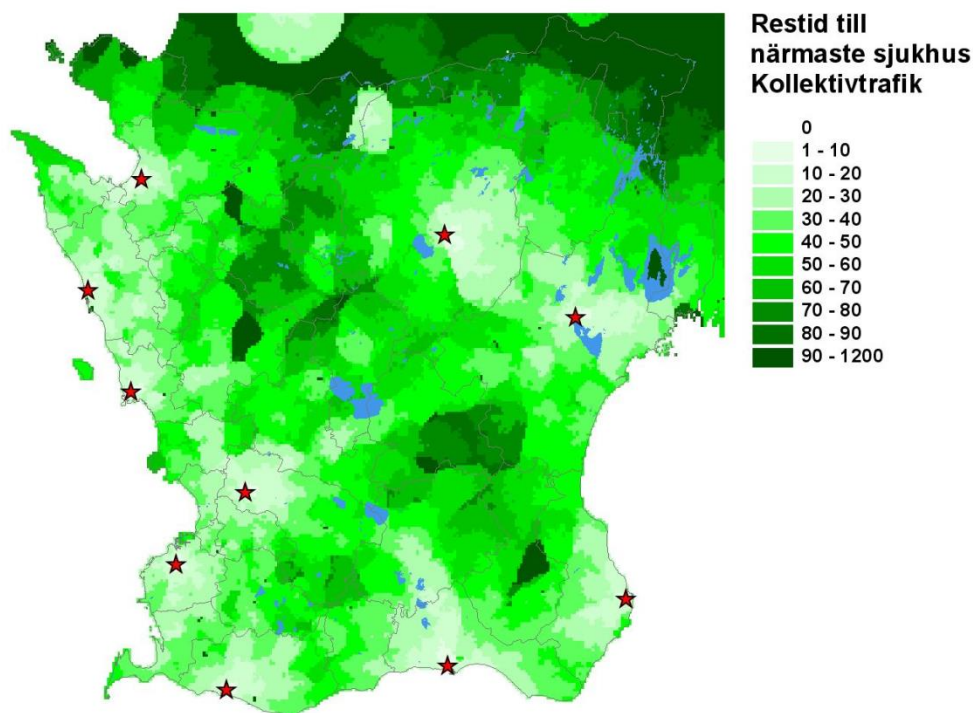 Restid till
närmaste sjukhus
Kollektivtrafik
0
1 - 10
10 - 20
20 - 30
30 - 40
40 - 50
50 - 60
60 - 70
70 - 80
80 - 90
90 - 1200